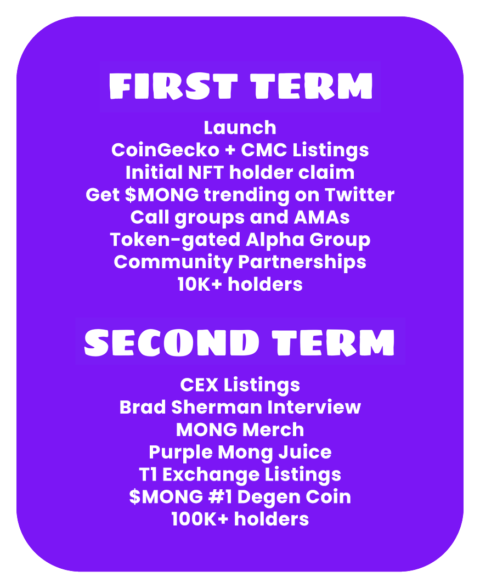 FIRST TERM
Launch
CoinGecko + CMC Listings
Initial NFT holder claim
Get $MONG trending on Twitter
Call groups and AMAs
Token-gated Alpha Group
Community Partnerships
10K+ holders
SECOND TERM
CEX Listings
Brad Sherman Interview
MONG Merch
Purple Mong Juice
T1 Exchange Listings
$MONG #1 Degen Coin
100K+ holders